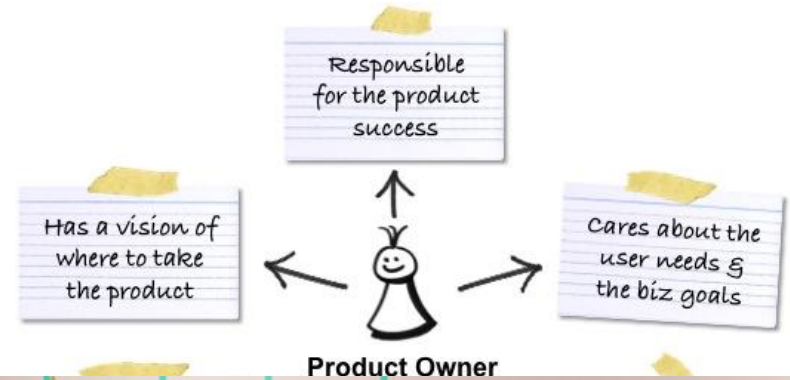 Responsible
for the product
success
Has a vision of
where to take
the product
Cares about the
user needs &
the biz goals
Product Owner